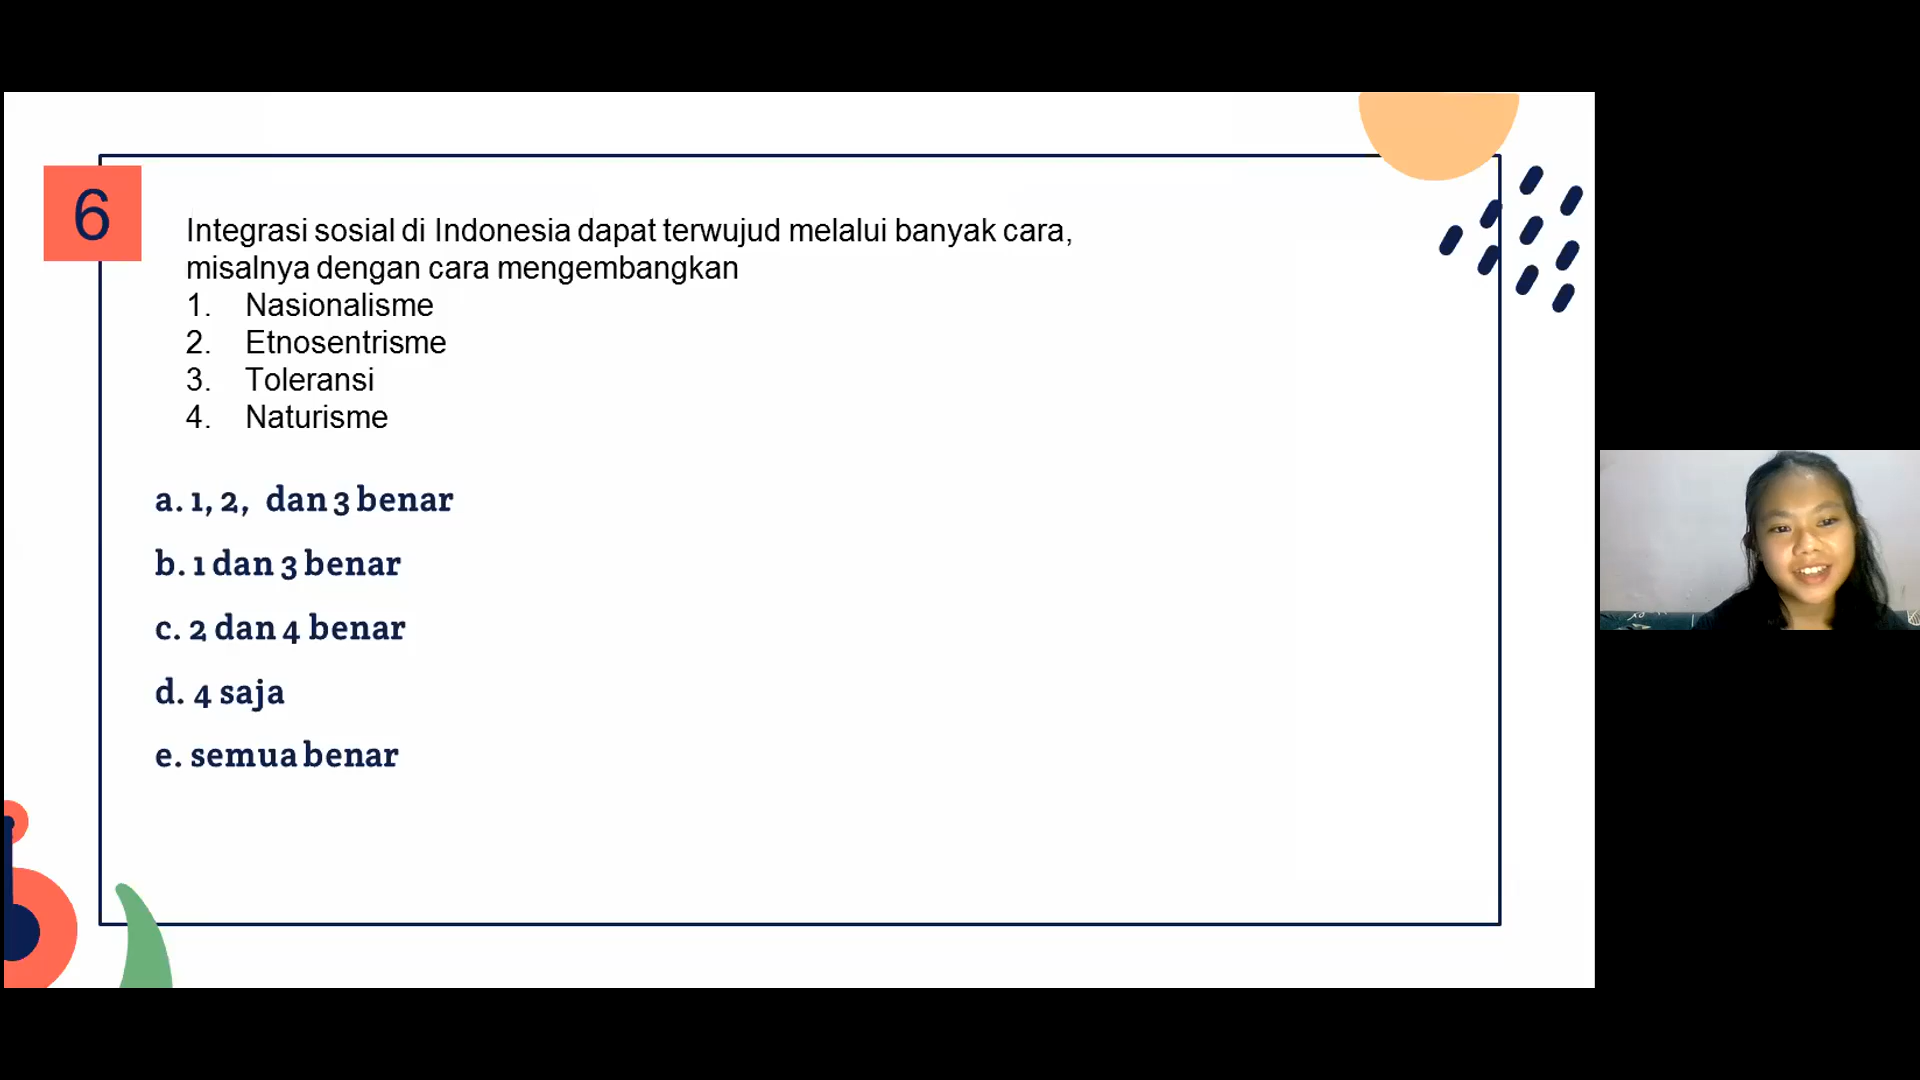 6
Integrasi sosial di Indonesia dapat terwujud melalui banyak cara,
misalnya dengan cara mengembangkan
1. Nasionalisme
2. Etnosentrisme
3. Toleransi
4. Naturisme
a. 1, 2, dan 3 benar
b. 1 dan 3 benar
c. 2 dan 4 benar
d. 4 saja
e. semua benar